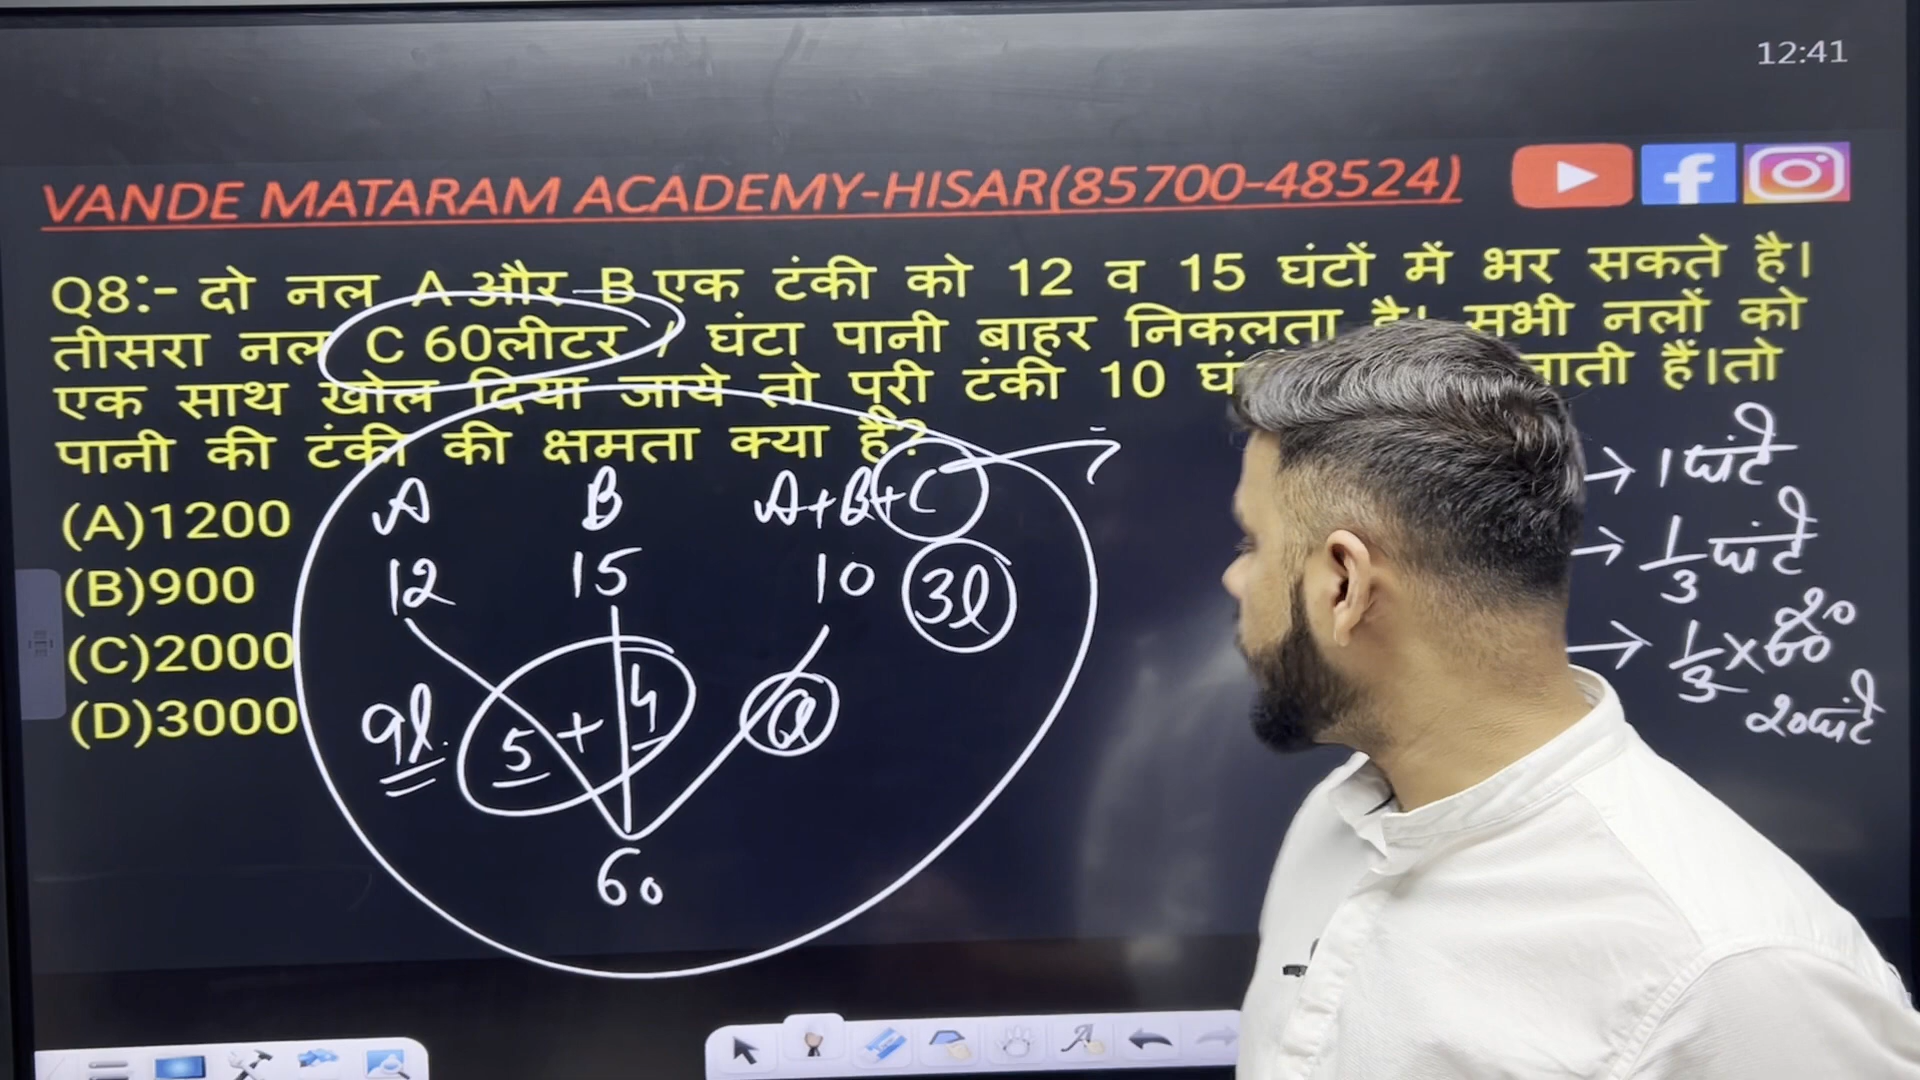 12:41
VANDE MATARAM ACADEMY-HISAR(85700-48524)
Q8:- दो नल A और B एक टंकी को 12 व 15 घंटों में भर सकते है।
तीसरा नल C 60लीटर / घंटा पानी बाहर निकलता है। सभी नलों को
एक साथ खोल दिया जाये तो पूरी टंकी 10 घं जाती हैं।तो
पानी की टंकी की क्षमता क्या है?
(A)1200
(B)900
(C)2000
(D)3000
A B A+B+C
12 15 10 3l
9l. 5 + 4
60
→ 1 घंटे
→ 1/3 घंटे
20
→ 1/3 × 60
20